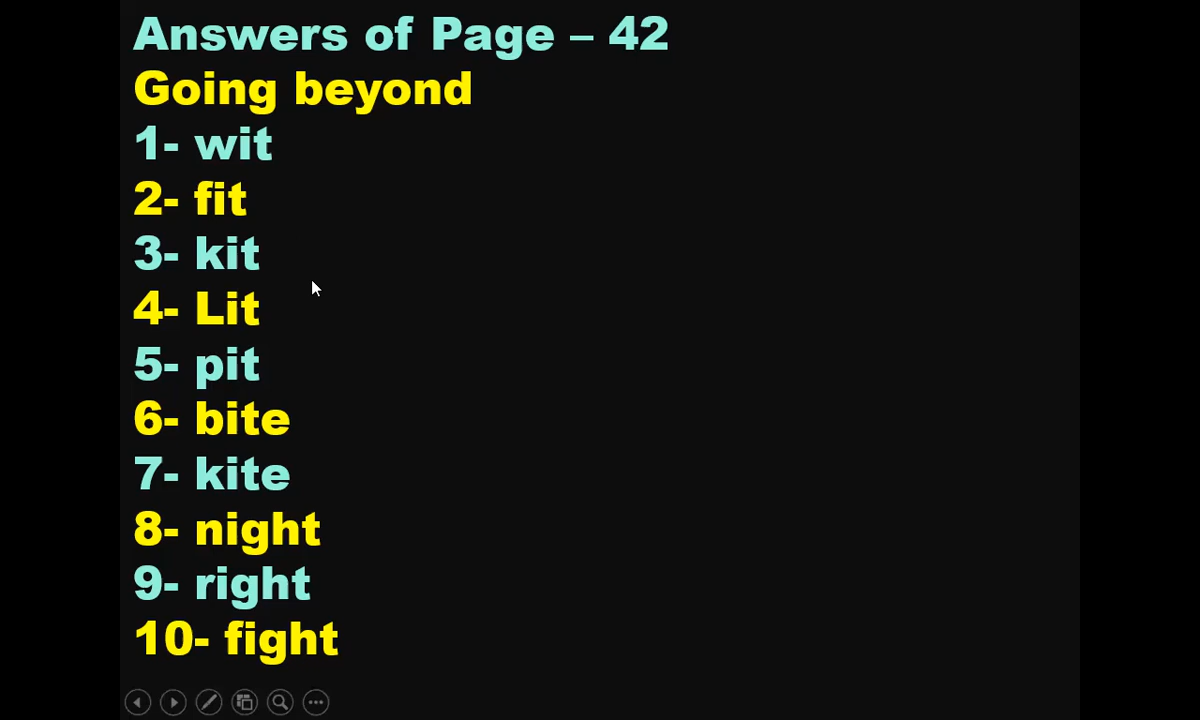 Answers of Page – 42
Going beyond
1- wit
2- fit
3- kit
4- Lit
5- pit
6- bite
7- kite
8- night
9- right
10- fight